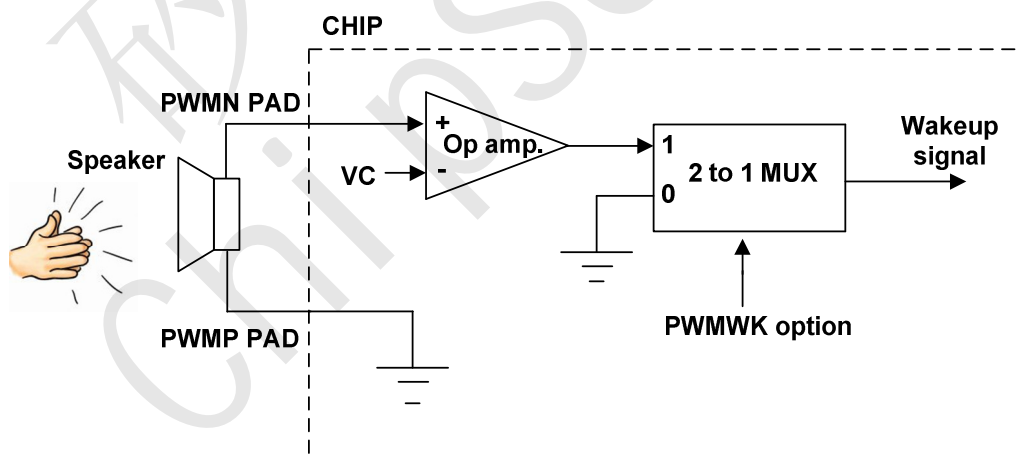 CHIP
PWMN PAD
Speaker
+
Op amp.
VC
-
1
2 to 1 MUX
0
Wakeup
signal
PWMWK option
PWMP PAD